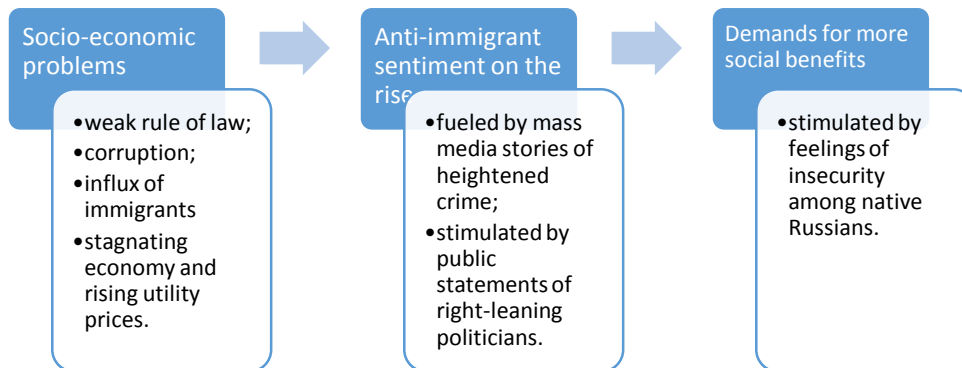 Socio-economic
problems
•weak rule of law;
•corruption;
•influx of
immigrants
•stagnating
economy and
rising utility
prices.
Anti-immigrant
sentiment on the
rise
•fueled by mass
media stories of
heightened
crime;
•stimulated by
public
statements of
right-leaning
politicians.
Demands for more
social benefits
•stimulated by
feelings of
insecurity
among native
Russians.